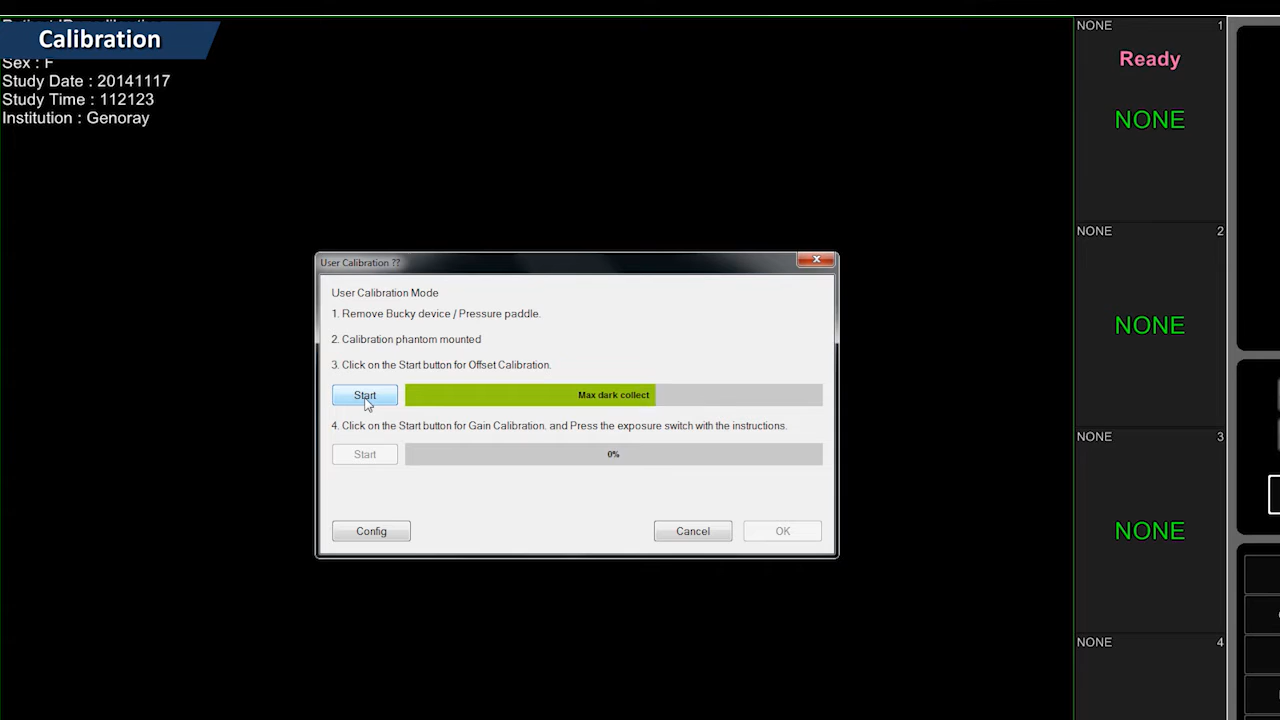 Calibration
Sex : F
Study Date : 20141117
Study Time : 112123
Institution : Genoray
NONE 1
Ready
NONE
NONE 2
NONE
NONE 3
NONE
NONE 4
User Calibration ??
User Calibration Mode
1. Remove Bucky device / Pressure paddle.
2. Calibration phantom mounted
3. Click on the Start button for Offset Calibration.
Start Max dark collect
4. Click on the Start button for Gain Calibration. and Press the exposure switch with the instructions.
Start 0%
Config Cancel OK